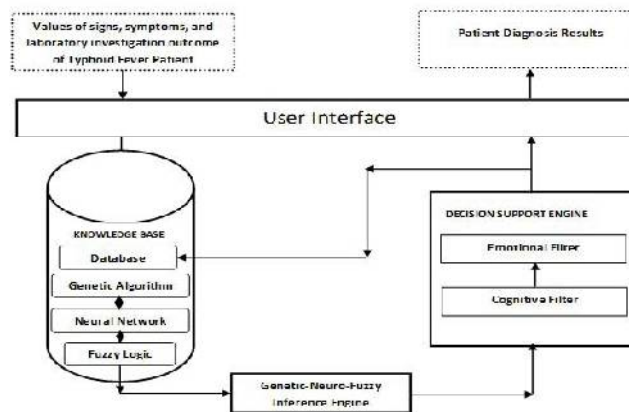 Values of signs, symptoms, and
laboratory investigation outcome
of Typhoid Fever Patient
Patient Diagnosis Results
User Interface
KNOWLEDGE BASE
Database
Genetic Algorithm
Neural Network
Fuzzy Logic
DECISION SUPPORT ENGINE
Emotional Filter
Cognitive Filter
Genetic-Neuro-Fuzzy
Inference Engine